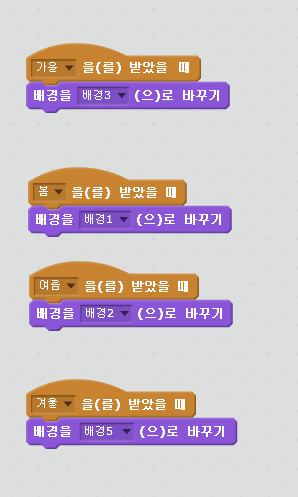 가을 을(를) 받았을 때
배경을 배경3 (으)로 바꾸기
봄 을(를) 받았을 때
배경을 배경1 (으)로 바꾸기
여름 을(를) 받았을 때
배경을 배경2 (으)로 바꾸기
겨울 을(를) 받았을 때
배경을 배경5 (으)로 바꾸기